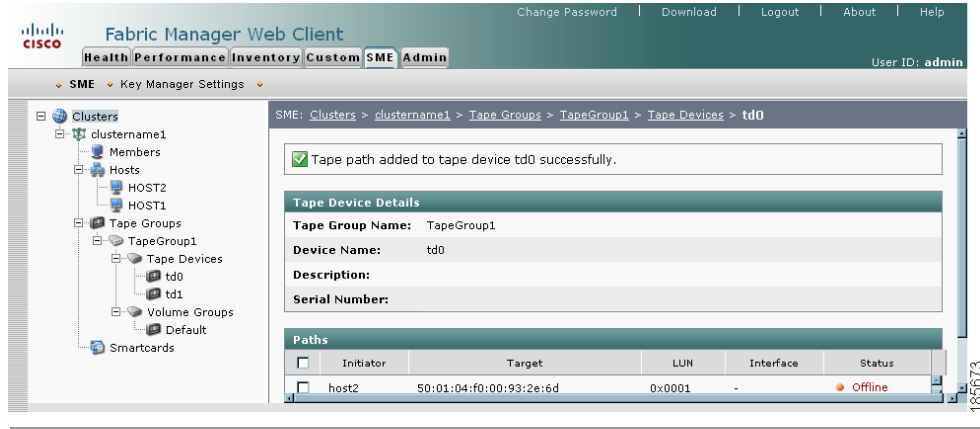 Change Password | Download | Logout | About | Help
CISCO
Fabric Manager Web Client
Health Performance Inventory Custom SME Admin
User ID: admin
SME Key Manager Settings
Clusters
clustername1
Members
Hosts
HOST2
HOST1
Tape Groups
TapeGroup1
Tape Devices
td0
td1
Volume Groups
Default
Smartcards
SME: Clusters > clustername1 > Tape Groups > TapeGroup1 > Tape Devices > td0
Tape path added to tape device td0 successfully.
Tape Device Details
Tape Group Name: TapeGroup1
Device Name: td0
Description:
Serial Number:
Paths
Initiator Target LUN Interface Status
host2 50:01:04:f0:00:93:2e:6d 0x0001 - Offline
185673